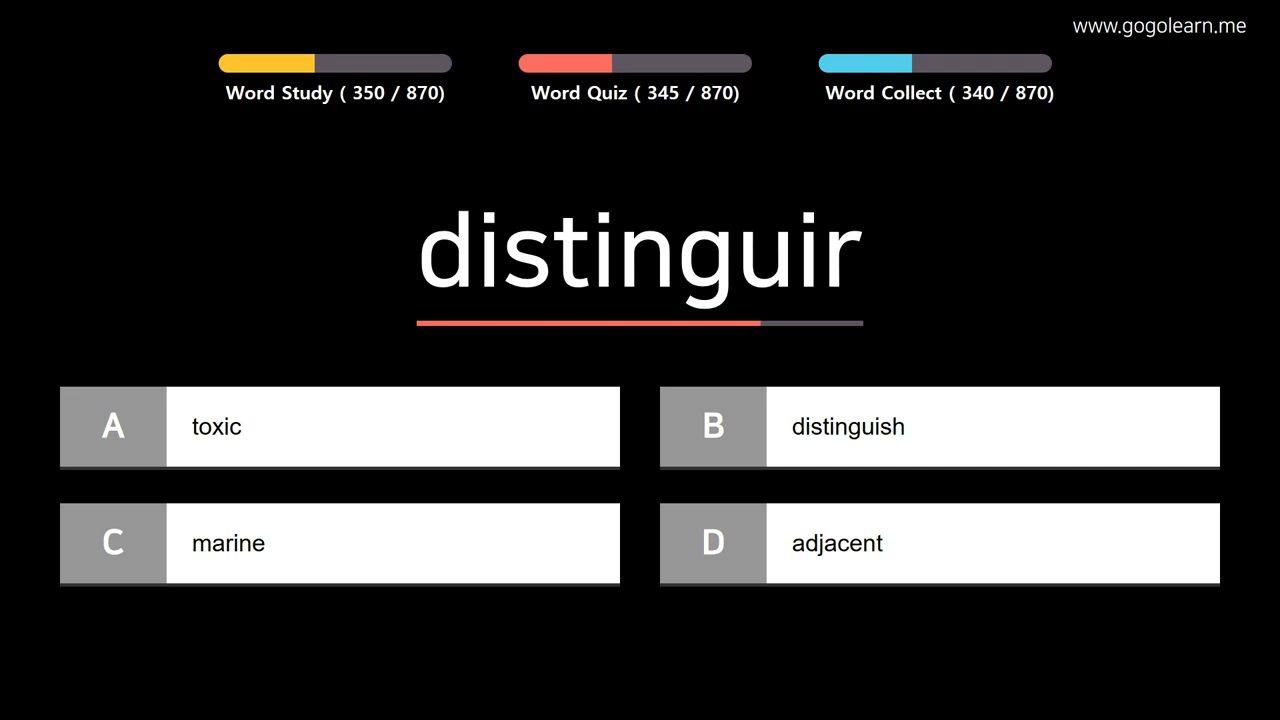 www.gogolearn.me
Word Study ( 350 / 870)
Word Quiz ( 345 / 870)
Word Collect ( 340 / 870)
distinguir
A toxic
B distinguish
C marine
D adjacent